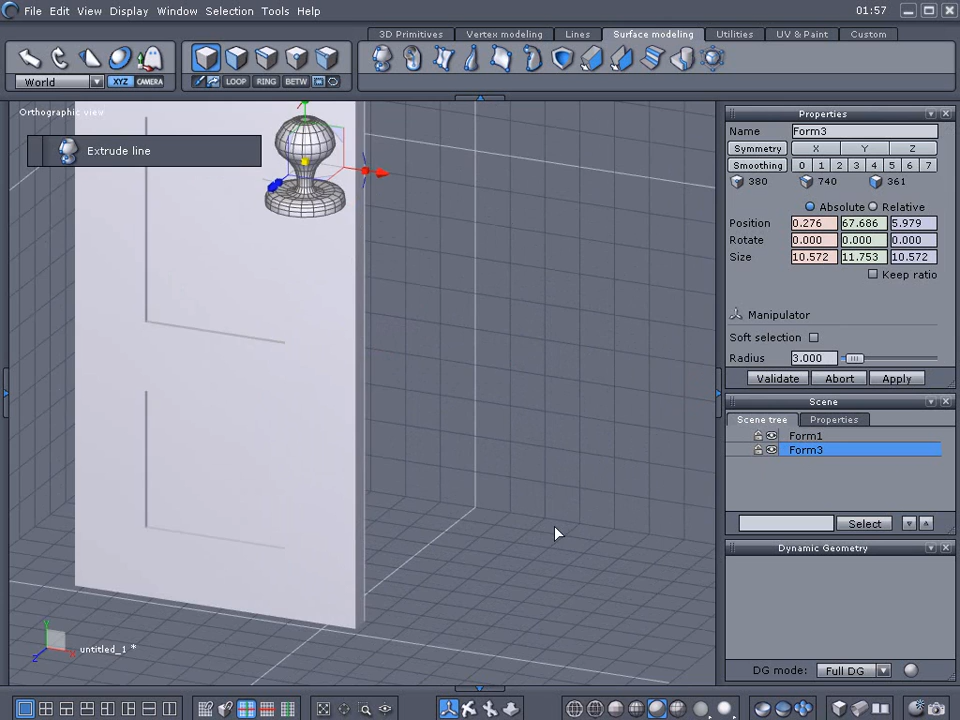 File Edit Display Window Selection Tools Help 01:57
3D Primitives Vertex modeling Lines Surface modeling Utilities UV & Paint Custom
World XYZ CAMERA LOOP RING BETW
Orthographic view
Extrude line
Properties
Name Form3
Symmetry X Y Z
Smoothing 0 1 2 3 4 5 6 7
380 740 361
Absolute Relative
Position 0.276 67.686 5.979
Rotate 0.000 0.000 0.000
Size 10.572 11.753 10.572
Keep ratio
Manipulator
Soft selection
Radius 3.000
Validate Abort Apply
Scene
Scene tree Properties
Form1
Form3
Select
Dynamic Geometry
Y
X
Z
untitled_1 *
DG mode: Full DG